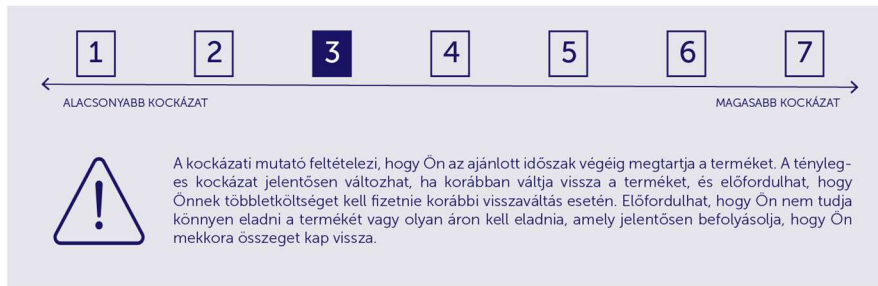 1 2 3 4 5 6 7
ALACSONYABB KOCKÁZAT MAGASABB KOCKÁZAT
A kockázati mutató feltételezi, hogy Ön az ajánlott időszak végéig megtartja a terméket. A tényleg-
es kockázat jelentősen változhat, ha korábban váltja vissza a terméket, és előfordulhat, hogy
Önnek többletköltséget kell fizetnie korábbi visszaváltás esetén. Előfordulhat, hogy Ön nem tudja
könnyen eladni a termékét vagy olyan áron kell eladnia, amely jelentősen befolyásolja, hogy Ön
mekkora összeget kap vissza.